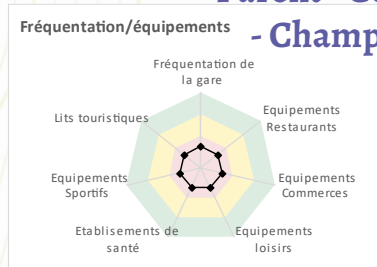 Fréquentation/équipements
- Champ
Fréquentation de
la gare
Equipements
Restaurants
Lits touristiques
Equipements
Commerces
Equipements
Sportifs
Etablisements de
santé
Equipements
loisirs